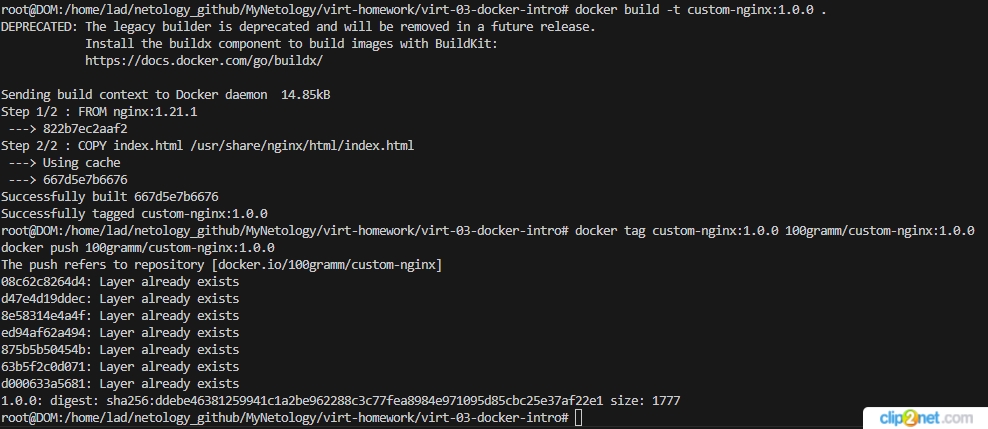 root@DOM:/home/lad/netology_github/MyNetology/virt-homework/virt-03-docker-intro# docker build -t custom-nginx:1.0.0 .
DEPRECATED: The legacy builder is deprecated and will be removed in a future release.
            Install the buildx component to build images with BuildKit:
            https://docs.docker.com/go/buildx/

Sending build context to Docker daemon  14.85kB
Step 1/2 : FROM nginx:1.21.1
 ---> 822b7ec2aaf2
Step 2/2 : COPY index.html /usr/share/nginx/html/index.html
 ---> Using cache
 ---> 667d5e7b6676
Successfully built 667d5e7b6676
Successfully tagged custom-nginx:1.0.0
root@DOM:/home/lad/netology_github/MyNetology/virt-homework/virt-03-docker-intro# docker tag custom-nginx:1.0.0 100gramm/custom-nginx:1.0.0
docker push 100gramm/custom-nginx:1.0.0
The push refers to repository [docker.io/100gramm/custom-nginx]
08c62c8264d4: Layer already exists
d47e4d19ddec: Layer already exists
8e58314e4a4f: Layer already exists
ed94af62a494: Layer already exists
875b5b50454b: Layer already exists
63b5f2c0d071: Layer already exists
d000633a5681: Layer already exists
1.0.0: digest: sha256:ddebe46381259941c1a2be962288c3c77fea8984e971095d85cbc25e37af22e1 size: 1777
root@DOM:/home/lad/netology_github/MyNetology/virt-homework/virt-03-docker-intro#
clip2net.com